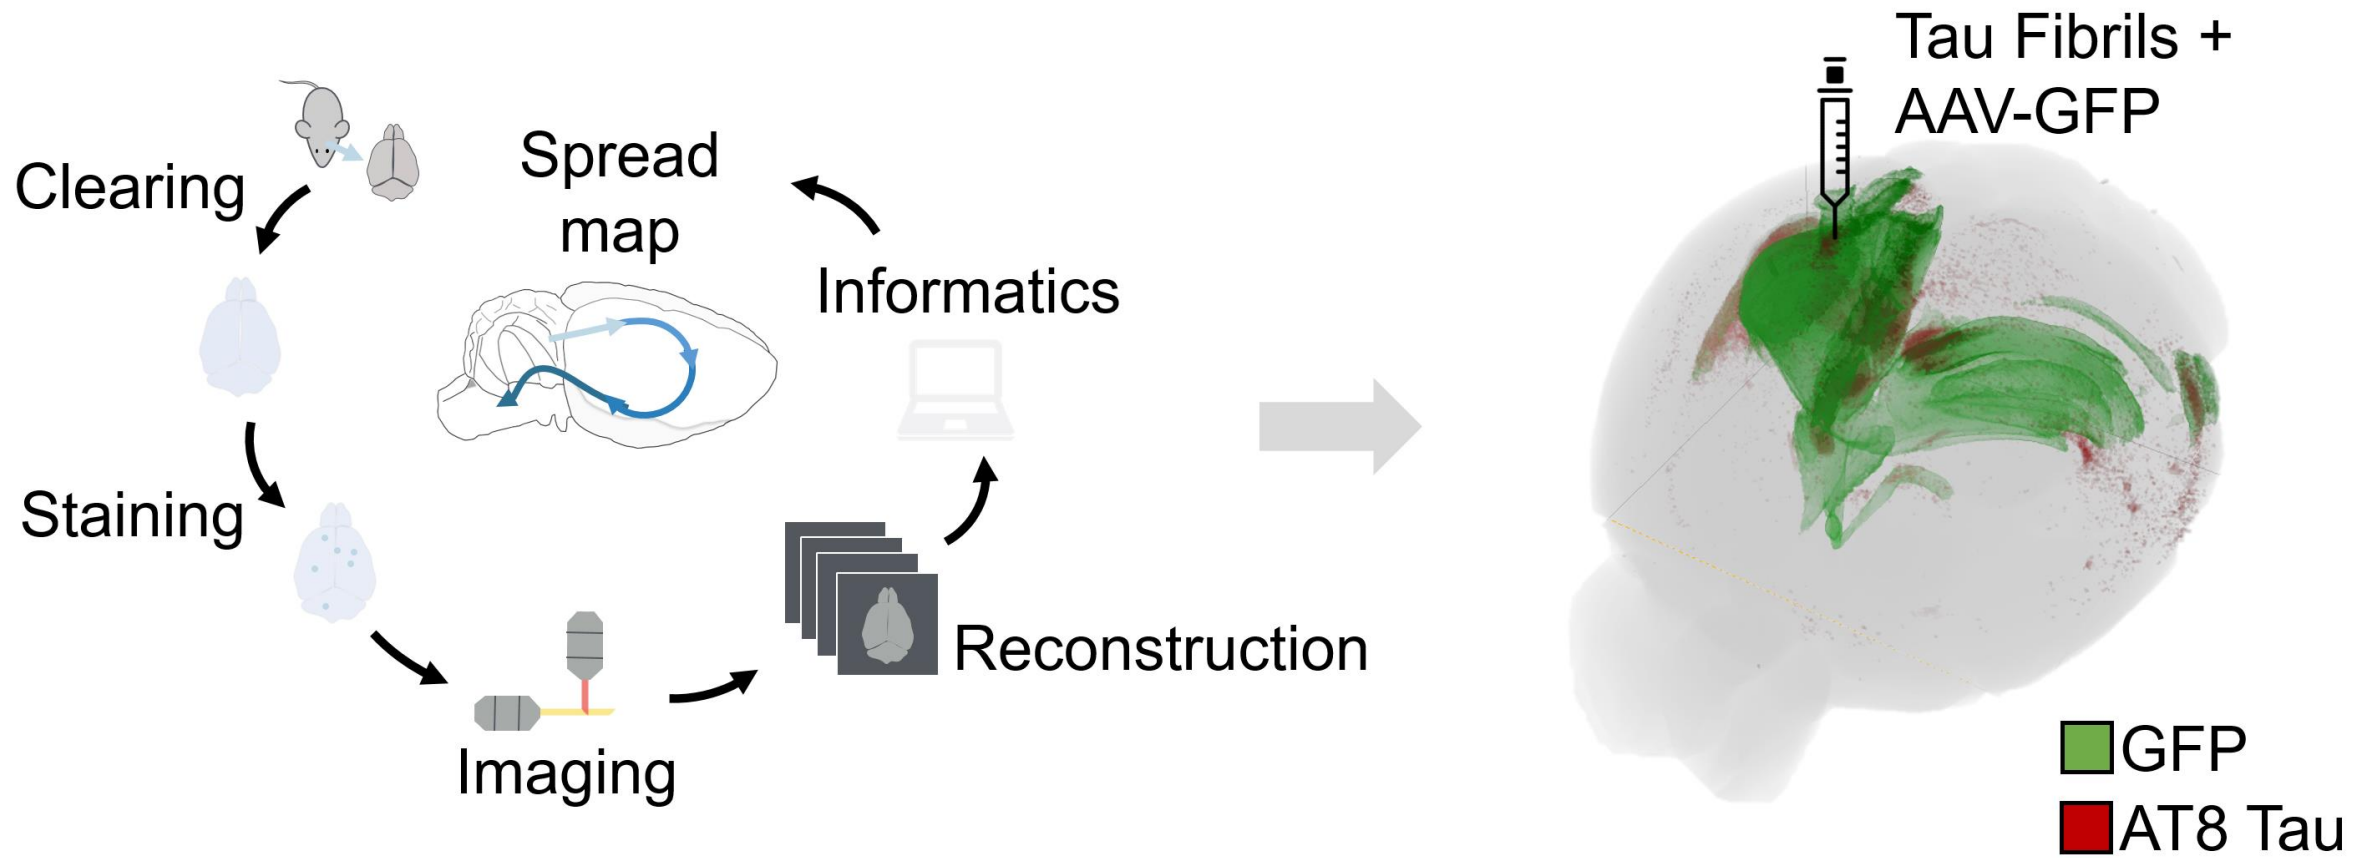 Clearing
Staining
Imaging
Reconstruction
Informatics
Spread
map
Tau Fibrils +
AAV-GFP
GFP
AT8 Tau